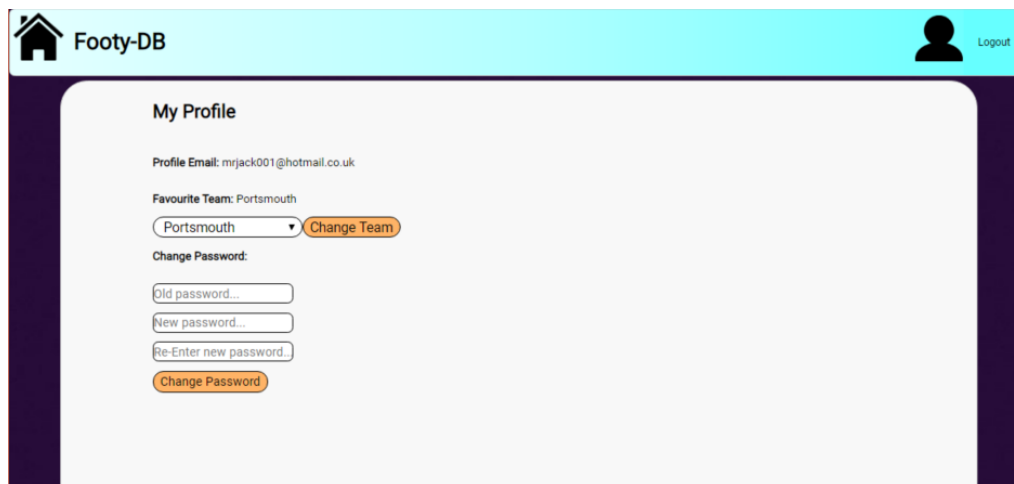 Footy-DB
Logout
My Profile
Profile Email: mrjack001@hotmail.co.uk
Favourite Team: Portsmouth
Portsmouth Change Team
Change Password:
Old password...
New password...
Re-Enter new password...
Change Password